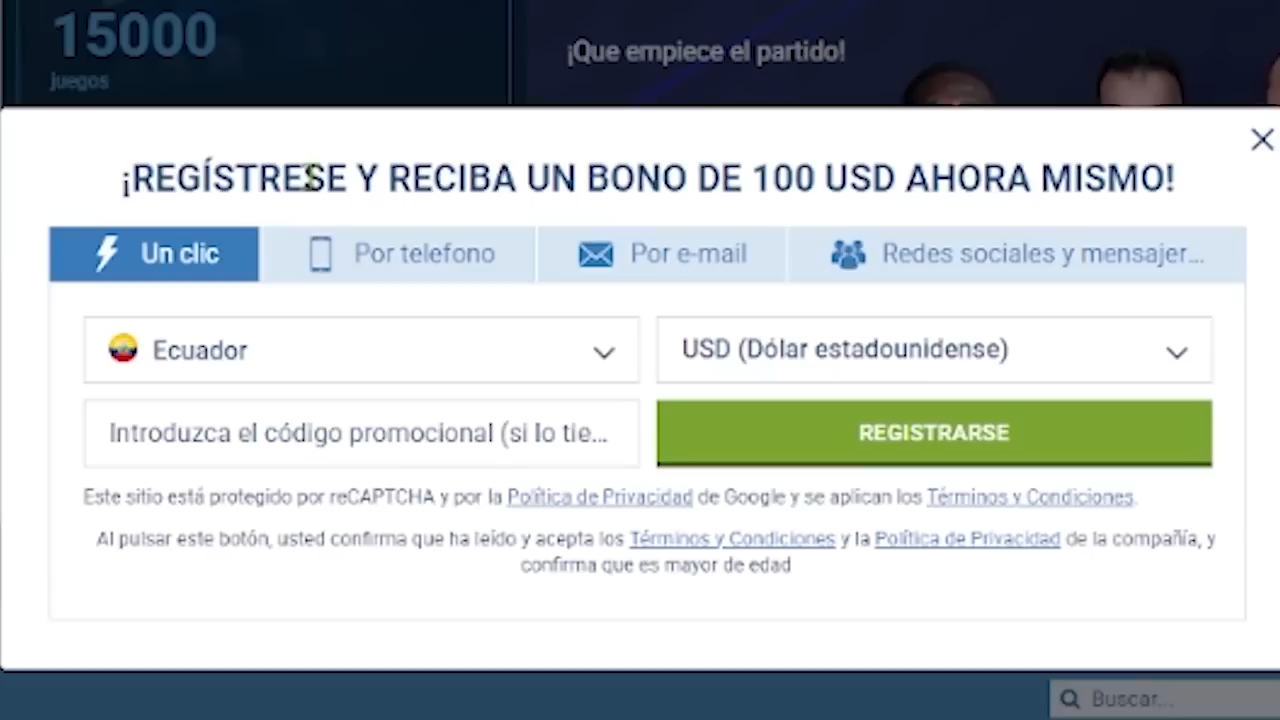 15000
juegos
¡Que empiece el partido!
¡REGÍSTRESE Y RECIBA UN BONO DE 100 USD AHORA MISMO!
Un clic
Por telefono
Por e-mail
Redes sociales y mensajer...
Ecuador
USD (Dólar estadounidense)
Introduzca el código promocional (si lo tie...
REGISTRARSE
Este sitio está protegido por reCAPTCHA y por la Política de Privacidad de Google y se aplican los Términos y Condiciones.
Al pulsar este botón, usted confirma que ha leído y acepta los Términos y Condiciones y la Política de Privacidad de la compañía, y
confirma que es mayor de edad
Buscar...